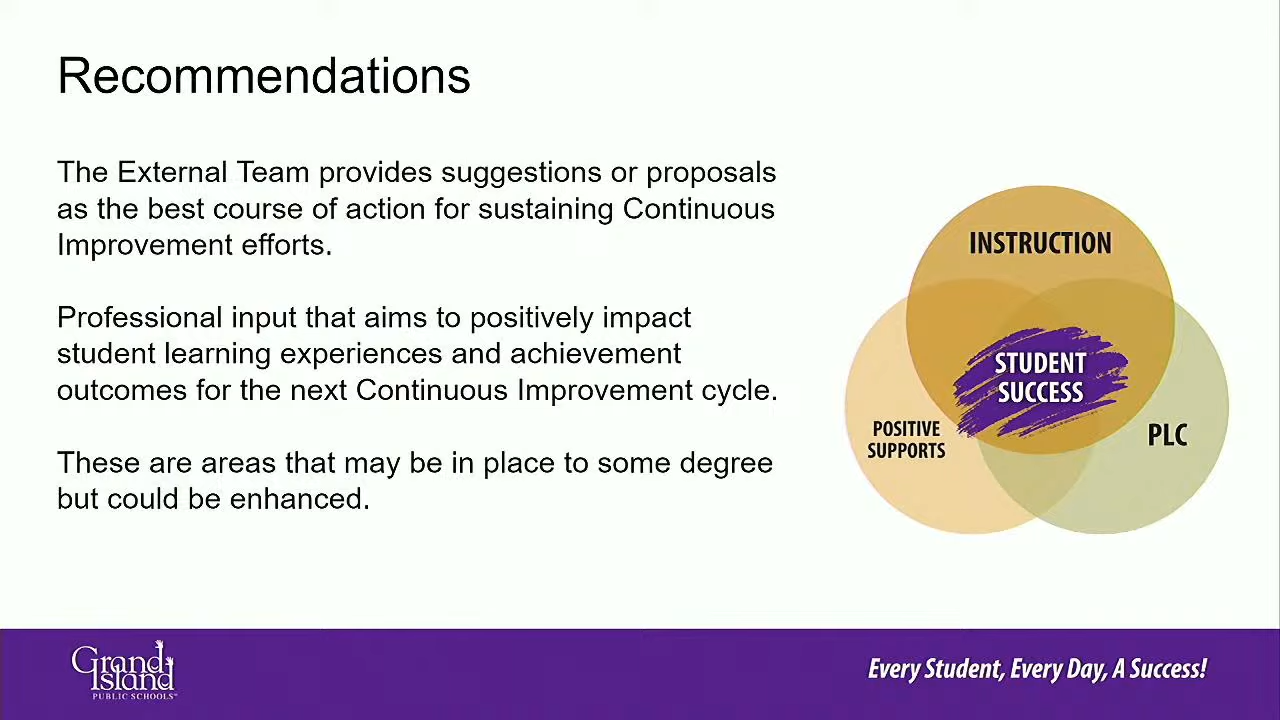 Recommendations
The External Team provides suggestions or proposals
as the best course of action for sustaining Continuous
Improvement efforts.
Professional input that aims to positively impact
student learning experiences and achievement
outcomes for the next Continuous Improvement cycle.
These are areas that may be in place to some degree
but could be enhanced.
INSTRUCTION
STUDENT
SUCCESS
POSITIVE
SUPPORTS
PLC
Grand
Island
PUBLIC SCHOOLS
Every Student, Every Day, A Success!